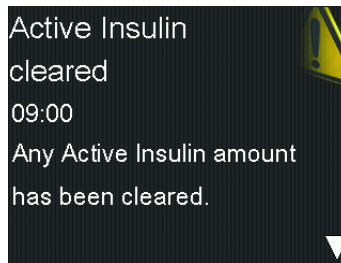 Active Insulin
cleared
09:00
Any Active Insulin amount
has been cleared.